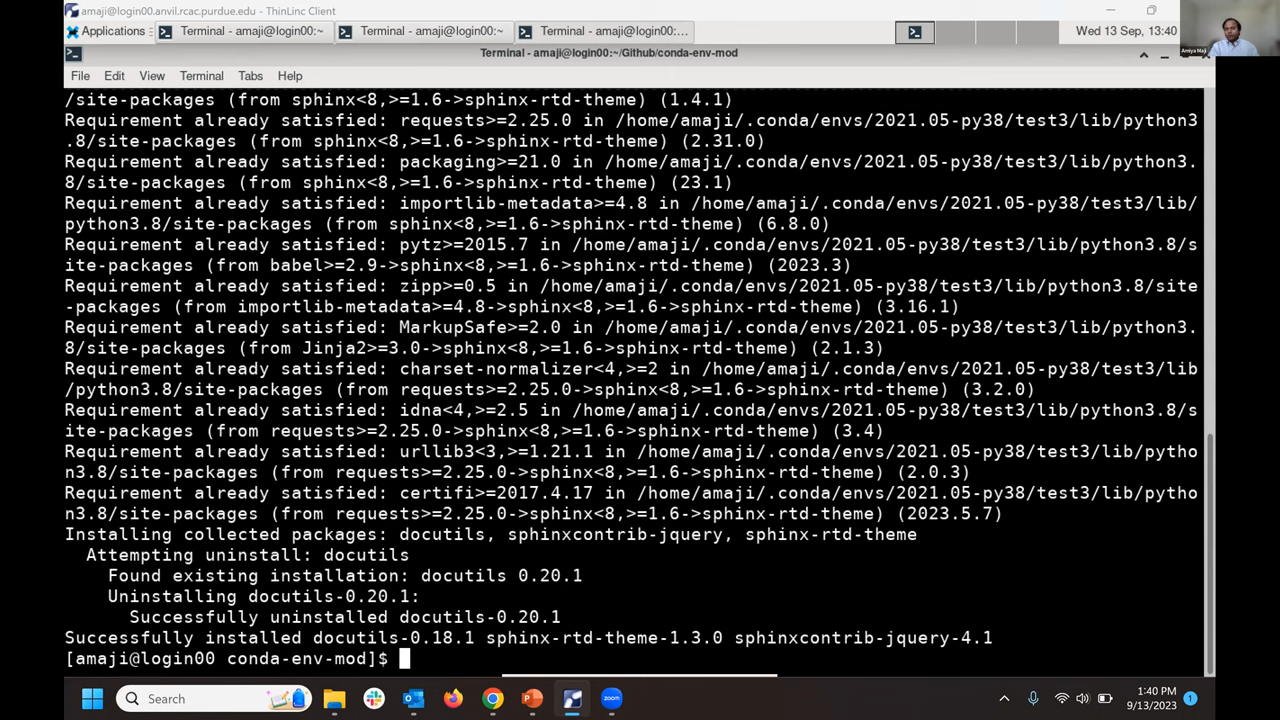 amaji@login00.anvil.rcac.purdue.edu - ThinLinc Client
Applications
Terminal - amaji@login00:~
Terminal - amaji@login00:~
Terminal - amaji@login00:...
Wed 13 Sep, 13:40
Amiya Maji
Terminal - amaji@login00:~/Github/conda-env-mod
File Edit View Terminal Tabs Help
/site-packages (from sphinx<8,>=1.6->sphinx-rtd-theme) (1.4.1)
Requirement already satisfied: requests>=2.25.0 in /home/amaji/.conda/envs/2021.05-py38/test3/lib/python3
.8/site-packages (from sphinx<8,>=1.6->sphinx-rtd-theme) (2.31.0)
Requirement already satisfied: packaging>=21.0 in /home/amaji/.conda/envs/2021.05-py38/test3/lib/python3.
8/site-packages (from sphinx<8,>=1.6->sphinx-rtd-theme) (23.1)
Requirement already satisfied: importlib-metadata>=4.8 in /home/amaji/.conda/envs/2021.05-py38/test3/lib/
python3.8/site-packages (from sphinx<8,>=1.6->sphinx-rtd-theme) (6.8.0)
Requirement already satisfied: pytz>=2015.7 in /home/amaji/.conda/envs/2021.05-py38/test3/lib/python3.8/s
ite-packages (from babel>=2.9->sphinx<8,>=1.6->sphinx-rtd-theme) (2023.3)
Requirement already satisfied: zipp>=0.5 in /home/amaji/.conda/envs/2021.05-py38/test3/lib/python3.8/site
-packages (from importlib-metadata>=4.8->sphinx<8,>=1.6->sphinx-rtd-theme) (3.16.1)
Requirement already satisfied: MarkupSafe>=2.0 in /home/amaji/.conda/envs/2021.05-py38/test3/lib/python3.
8/site-packages (from Jinja2>=3.0->sphinx<8,>=1.6->sphinx-rtd-theme) (2.1.3)
Requirement already satisfied: charset-normalizer<4,>=2 in /home/amaji/.conda/envs/2021.05-py38/test3/lib
/python3.8/site-packages (from requests>=2.25.0->sphinx<8,>=1.6->sphinx-rtd-theme) (3.2.0)
Requirement already satisfied: idna<4,>=2.5 in /home/amaji/.conda/envs/2021.05-py38/test3/lib/python3.8/s
ite-packages (from requests>=2.25.0->sphinx<8,>=1.6->sphinx-rtd-theme) (3.4)
Requirement already satisfied: urllib3<3,>=1.21.1 in /home/amaji/.conda/envs/2021.05-py38/test3/lib/pytho
n3.8/site-packages (from requests>=2.25.0->sphinx<8,>=1.6->sphinx-rtd-theme) (2.0.3)
Requirement already satisfied: certifi>=2017.4.17 in /home/amaji/.conda/envs/2021.05-py38/test3/lib/pytho
n3.8/site-packages (from requests>=2.25.0->sphinx<8,>=1.6->sphinx-rtd-theme) (2023.5.7)
Installing collected packages: docutils, sphinxcontrib-jquery, sphinx-rtd-theme
Attempting uninstall: docutils
Found existing installation: docutils 0.20.1
Uninstalling docutils-0.20.1:
Successfully uninstalled docutils-0.20.1
Successfully installed docutils-0.18.1 sphinx-rtd-theme-1.3.0 sphinxcontrib-jquery-4.1
[amaji@login00 conda-env-mod]$
Search
zoom
1:40 PM
9/13/2023
1